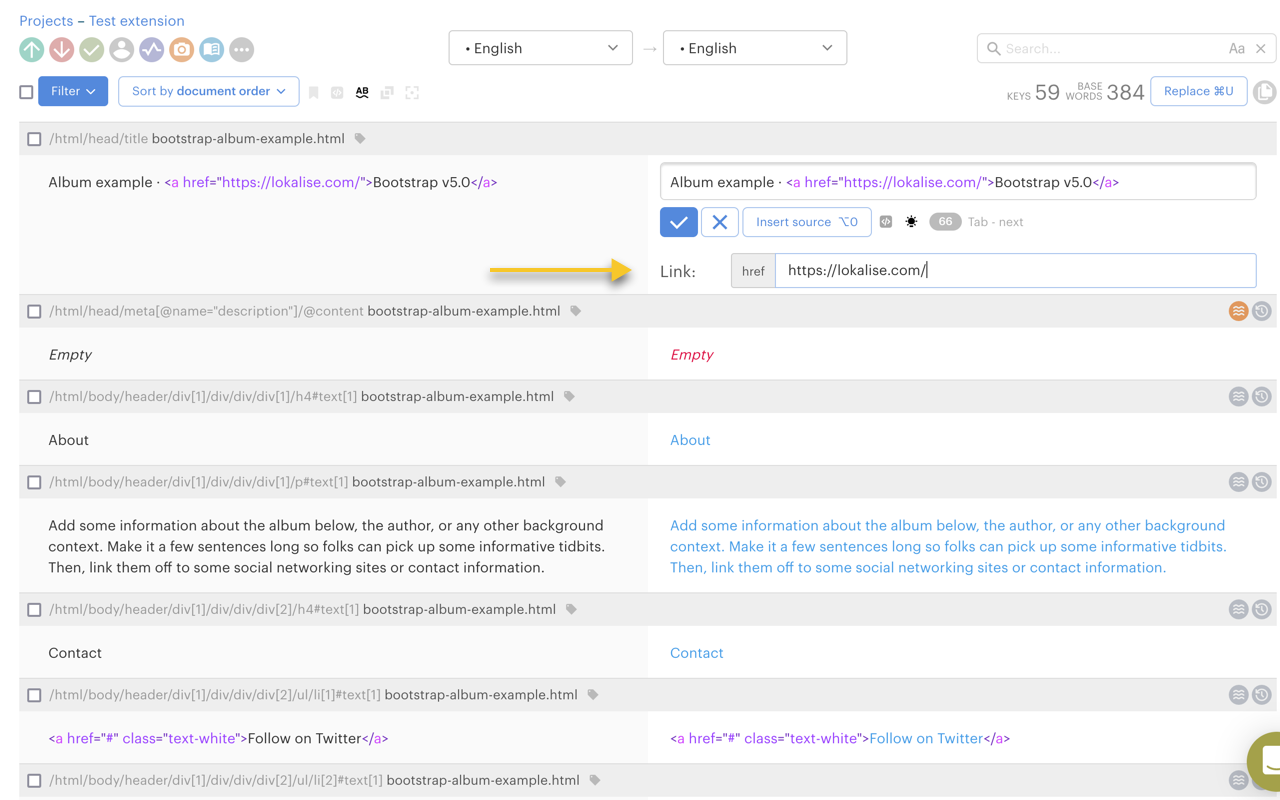 Projects – Test extension
• English → • English
Search... Aa
Filter Sort by document order AB KEYS 59 BASE WORDS 384 Replace ⌘U
/html/head/title bootstrap-album-example.html
Album example · <a href="https://lokalise.com/">Bootstrap v5.0</a>
Album example · <a href="https://lokalise.com/">Bootstrap v5.0</a>
Insert source ⌥0 66 Tab - next
Link: href https://lokalise.com/
/html/head/meta[@name="description"]/@content bootstrap-album-example.html
Empty
Empty
/html/body/header/div[1]/div/div/div[1]/h4#text[1] bootstrap-album-example.html
About
About
/html/body/header/div[1]/div/div/div[1]/p#text[1] bootstrap-album-example.html
Add some information about the album below, the author, or any other background
context. Make it a few sentences long so folks can pick up some informative tidbits.
Then, link them off to some social networking sites or contact information.
Add some information about the album below, the author, or any other background
context. Make it a few sentences long so folks can pick up some informative tidbits.
Then, link them off to some social networking sites or contact information.
/html/body/header/div[1]/div/div/div[2]/h4#text[1] bootstrap-album-example.html
Contact
Contact
/html/body/header/div[1]/div/div/div[2]/ul/li[1]#text[1] bootstrap-album-example.html
<a href="#" class="text-white">Follow on Twitter</a>
<a href="#" class="text-white">Follow on Twitter</a>
/html/body/header/div[1]/div/div/div[2]/ul/li[2]#text[1] bootstrap-album-example.html